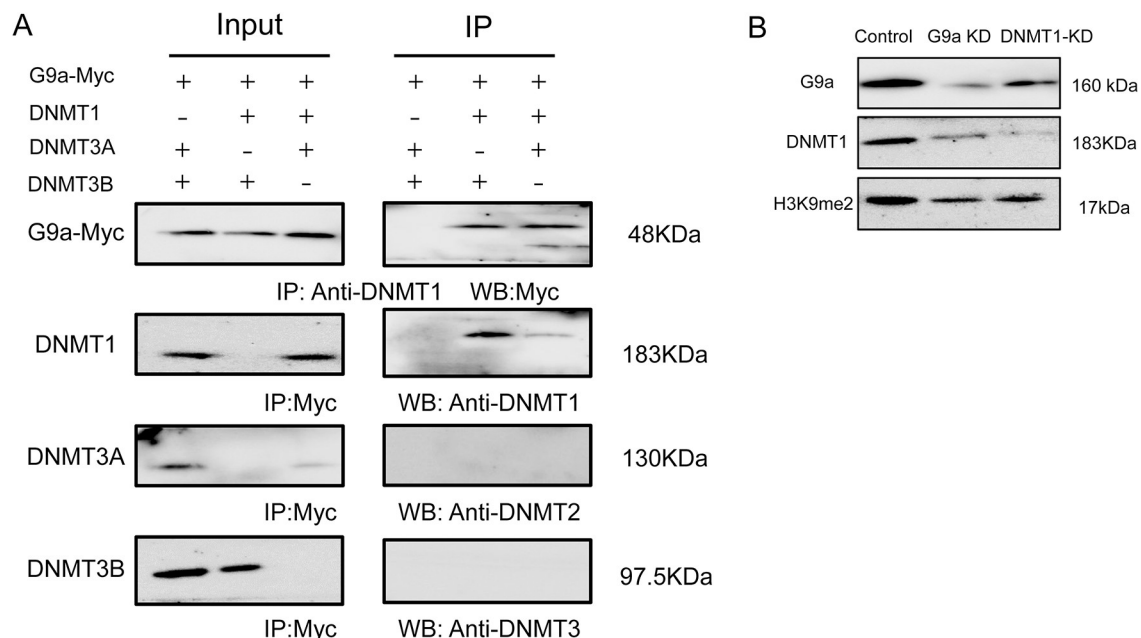 A
Input IP
G9a-Myc + + + + + +
DNMT1 - + + - + +
DNMT3A + - + + - +
DNMT3B + + - + + -
G9a-Myc 48KDa
IP: Anti-DNMT1 WB:Myc
DNMT1 183KDa
IP:Myc WB: Anti-DNMT1
DNMT3A 130KDa
IP:Myc WB: Anti-DNMT2
DNMT3B 97.5KDa
IP:Myc WB: Anti-DNMT3
B
Control G9a KD DNMT1-KD
G9a 160 kDa
DNMT1 183KDa
H3K9me2 17kDa